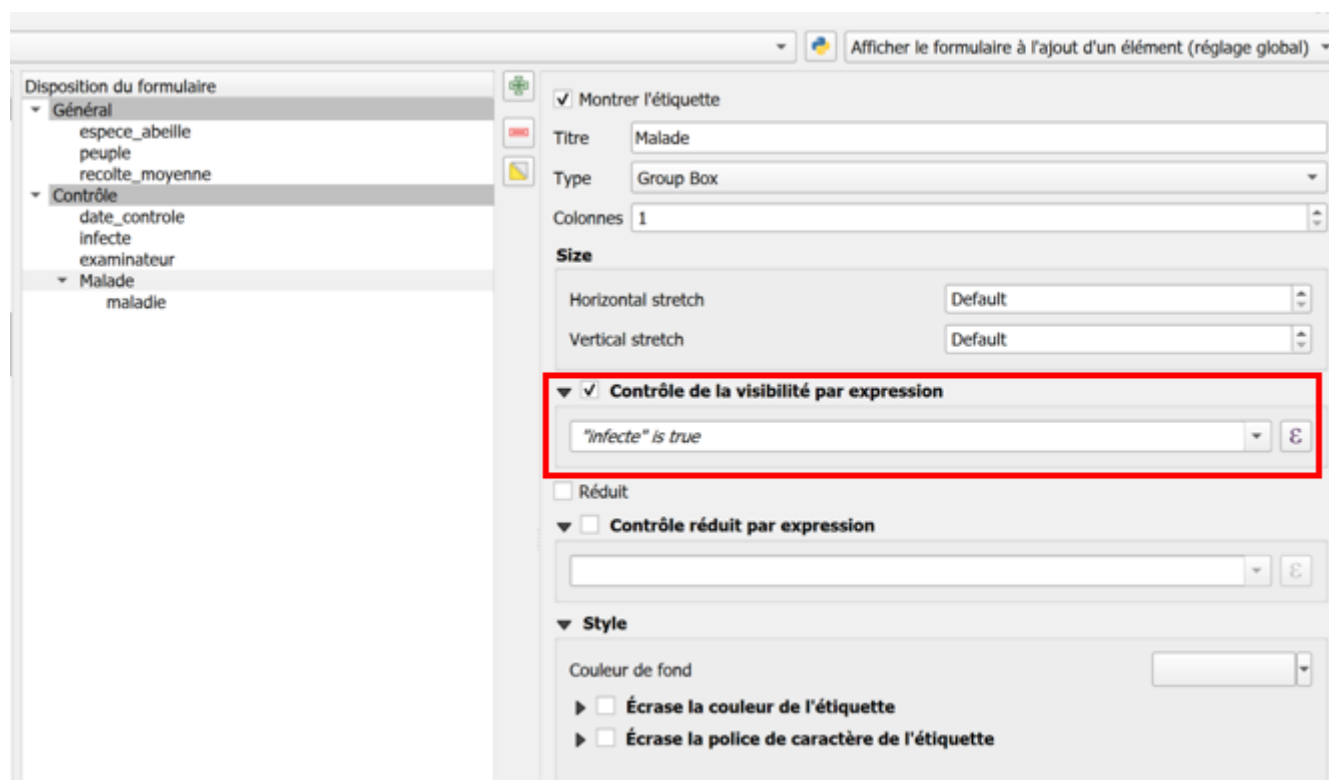 Afficher le formulaire à l'ajout d'un élément (réglage global)
Disposition du formulaire
Général
espece_abeille
peuple
recolte_moyenne
Contrôle
date_controle
infecte
examinateur
Malade
maladie
Montrer l'étiquette
Titre Malade
Type Group Box
Colonnes 1
Size
Horizontal stretch Default
Vertical stretch Default
Contrôle de la visibilité par expression
"infecte" is true
ε
Réduit
Contrôle réduit par expression
ε
Style
Couleur de fond
Écrase la couleur de l'étiquette
Écrase la police de caractère de l'étiquette